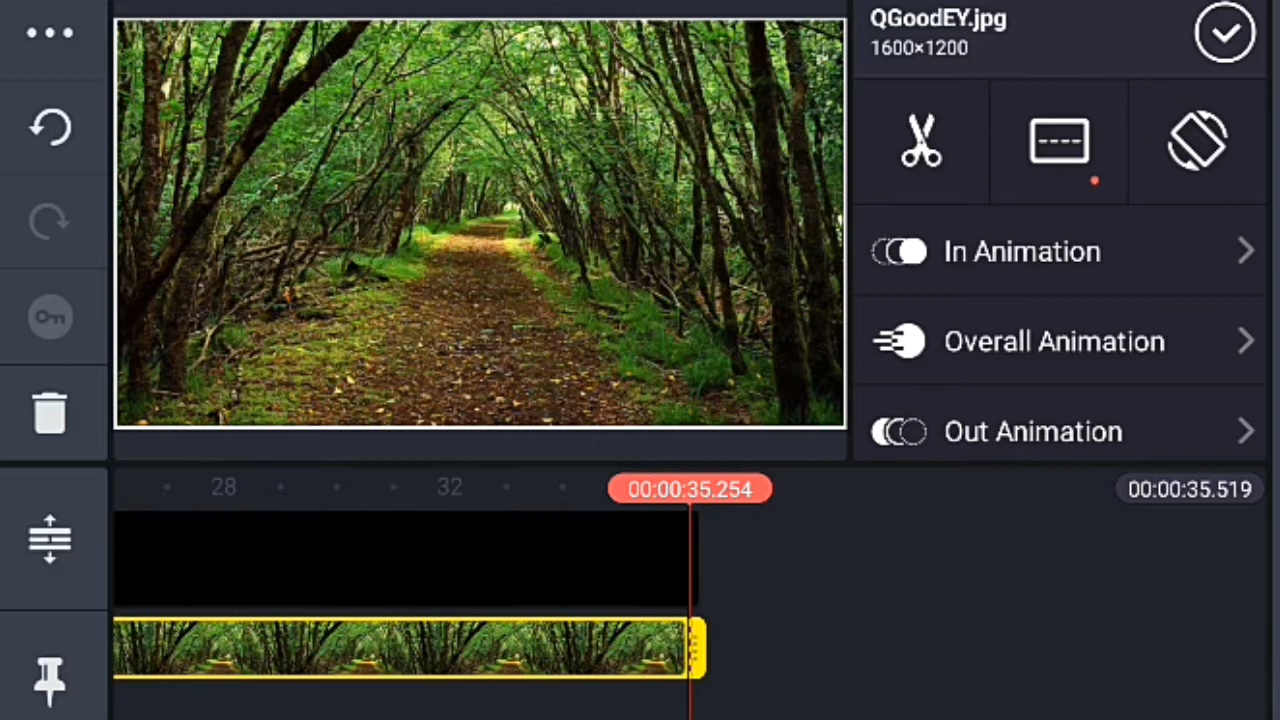 QGoodEY.jpg
1600×1200
In Animation
Overall Animation
Out Animation
28
32
00:00:35.254
00:00:35.519